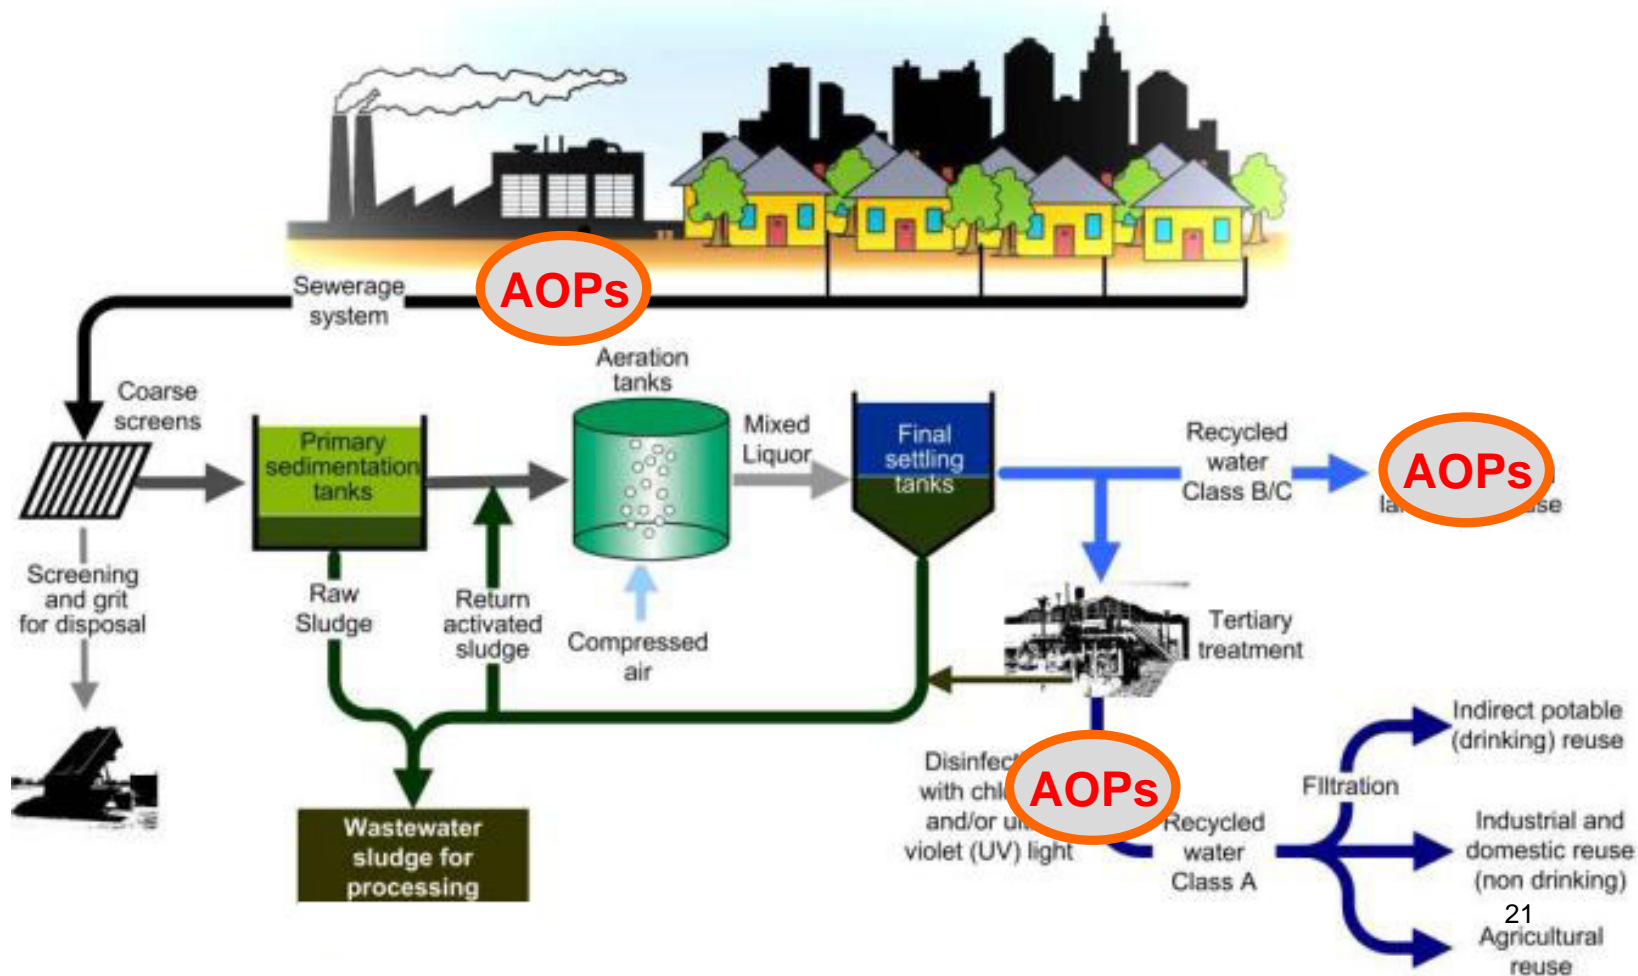 AOPs
Sewerage
system
Aeration
tanks
Coarse
screens
Primary
sedimentation
tanks
Mixed
Liquor
Final
settling
tanks
Recycled
water
Class B/C
AOPs
use
Screening
and grit
for disposal
Raw
Sludge
Return
activated
sludge
Compressed
air
Tertiary
treatment
Wastewater
sludge for
processing
with
and/or
violet (UV) light
AOPs
Recycled
water
Class A
FIltration
Indirect potable
(drinking) reuse
Industrial and
domestic reuse
(non drinking)
21
Agricultural
reuse